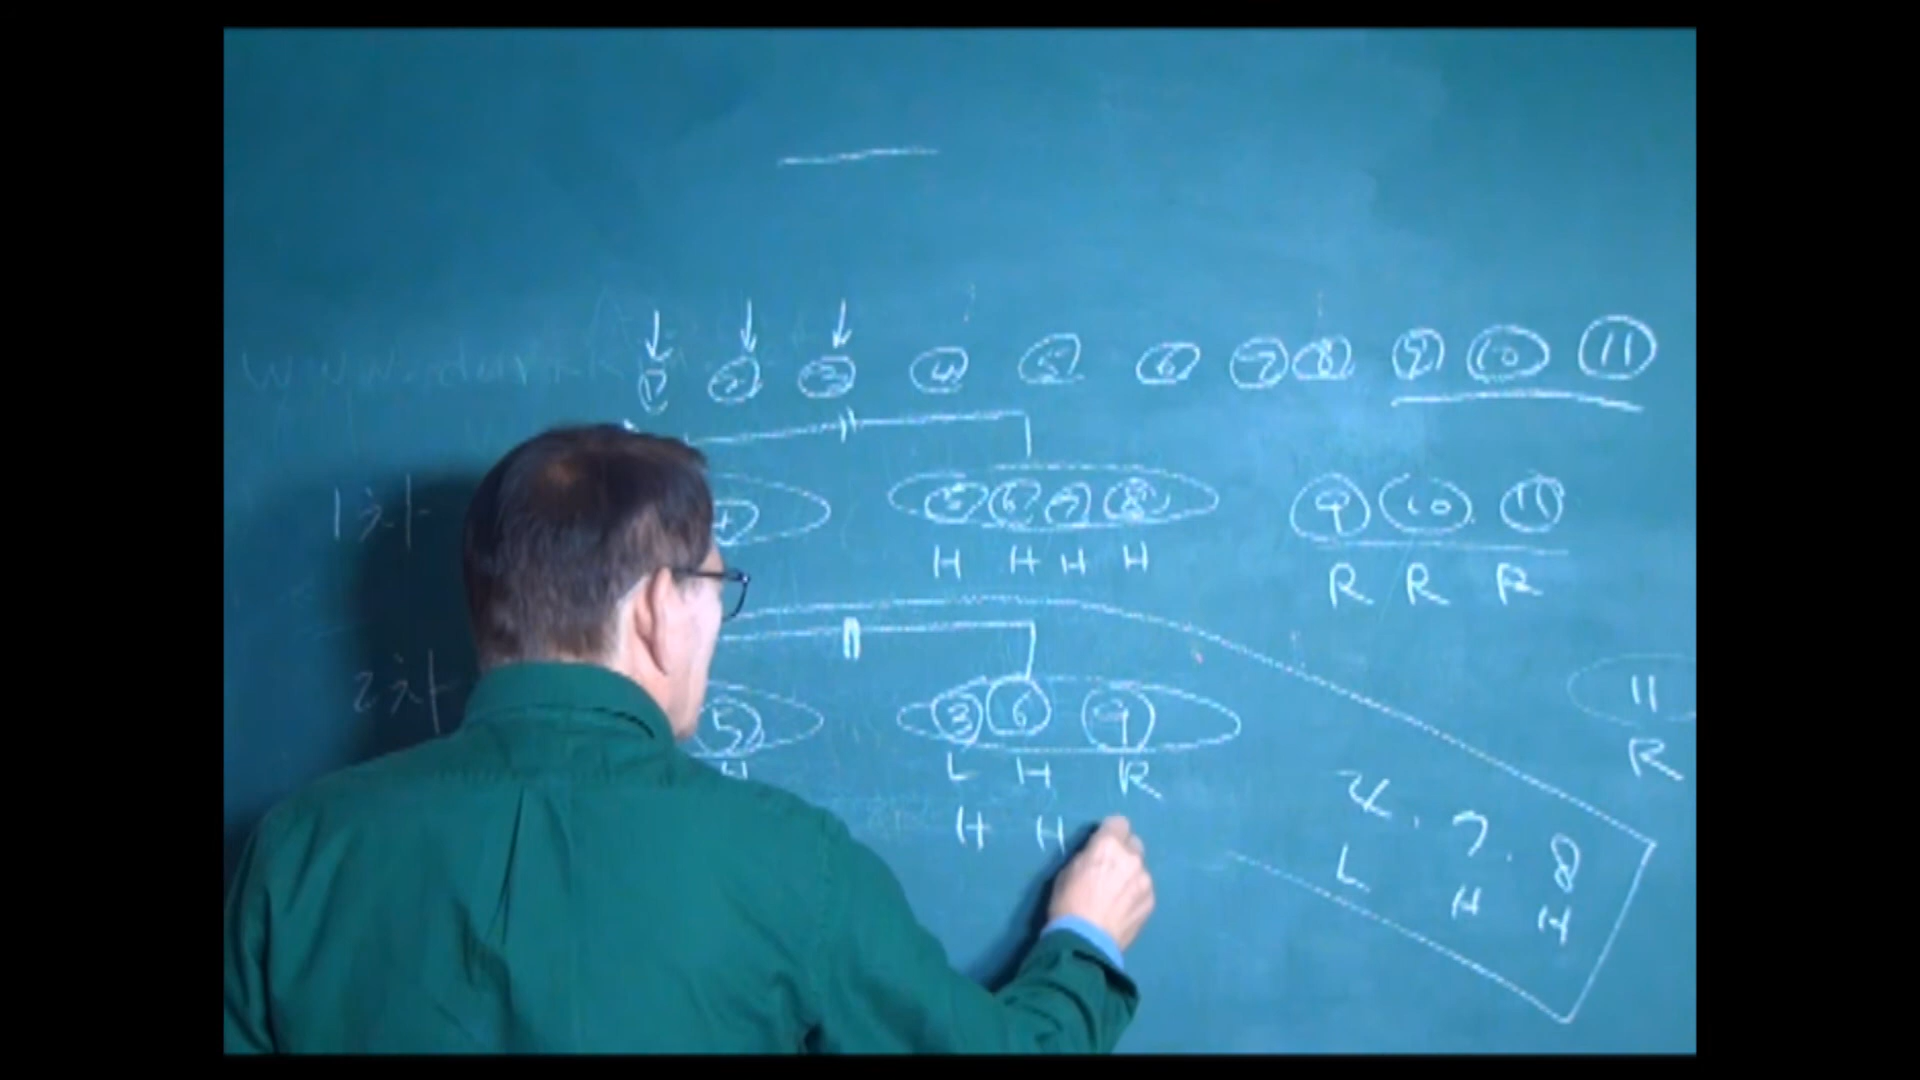 ① ② ③ ④ ⑤ ⑥ ⑦ ⑧ ⑨ ⑩ ⑪
1차 ④ ⑤ ⑥ ⑦ ⑧ ⑨ ⑩ ⑪
H H H H R R R
2차 ⑤ ③ ⑥ ⑨ 11
H L H R R
H H
4, 7, 8
L H H